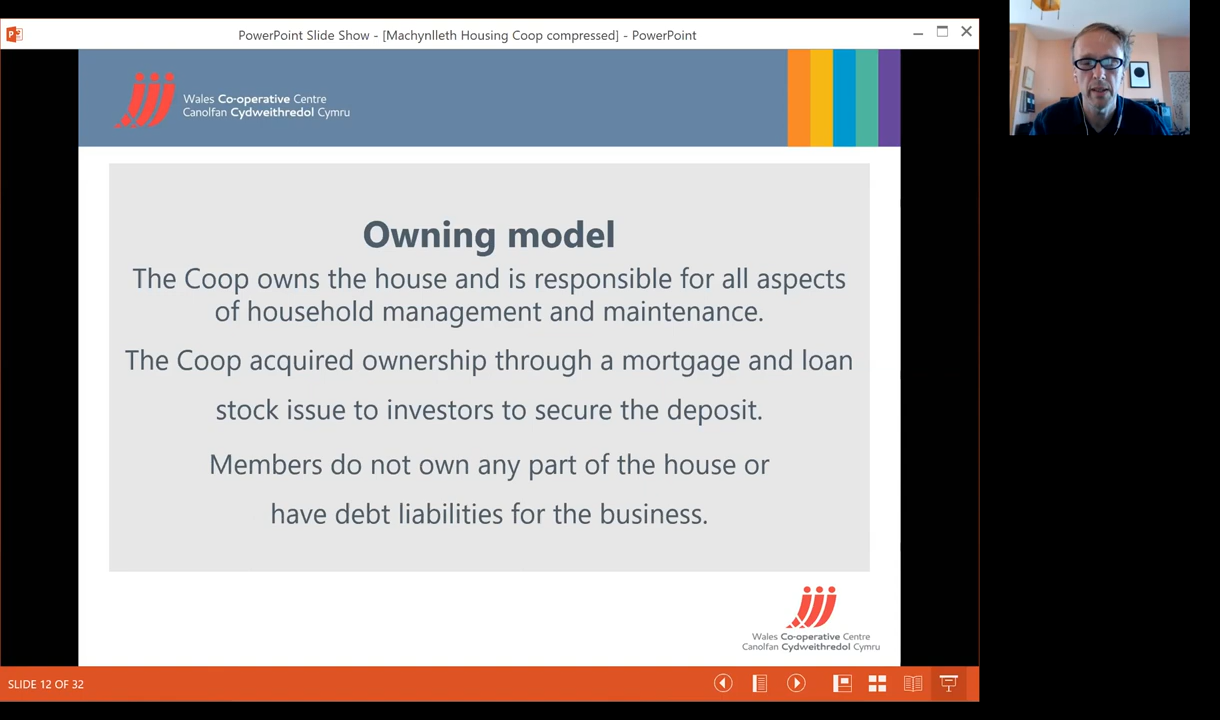 PowerPoint Slide Show - [Machynlleth Housing Coop compressed] - PowerPoint
Wales Co-operative Centre
Canolfan Cydweithredol Cymru
Owning model
The Coop owns the house and is responsible for all aspects
of household management and maintenance.
The Coop acquired ownership through a mortgage and loan
stock issue to investors to secure the deposit.
Members do not own any part of the house or
have debt liabilities for the business.
Wales Co-operative Centre
Canolfan Cydweithredol Cymru
SLIDE 12 OF 32